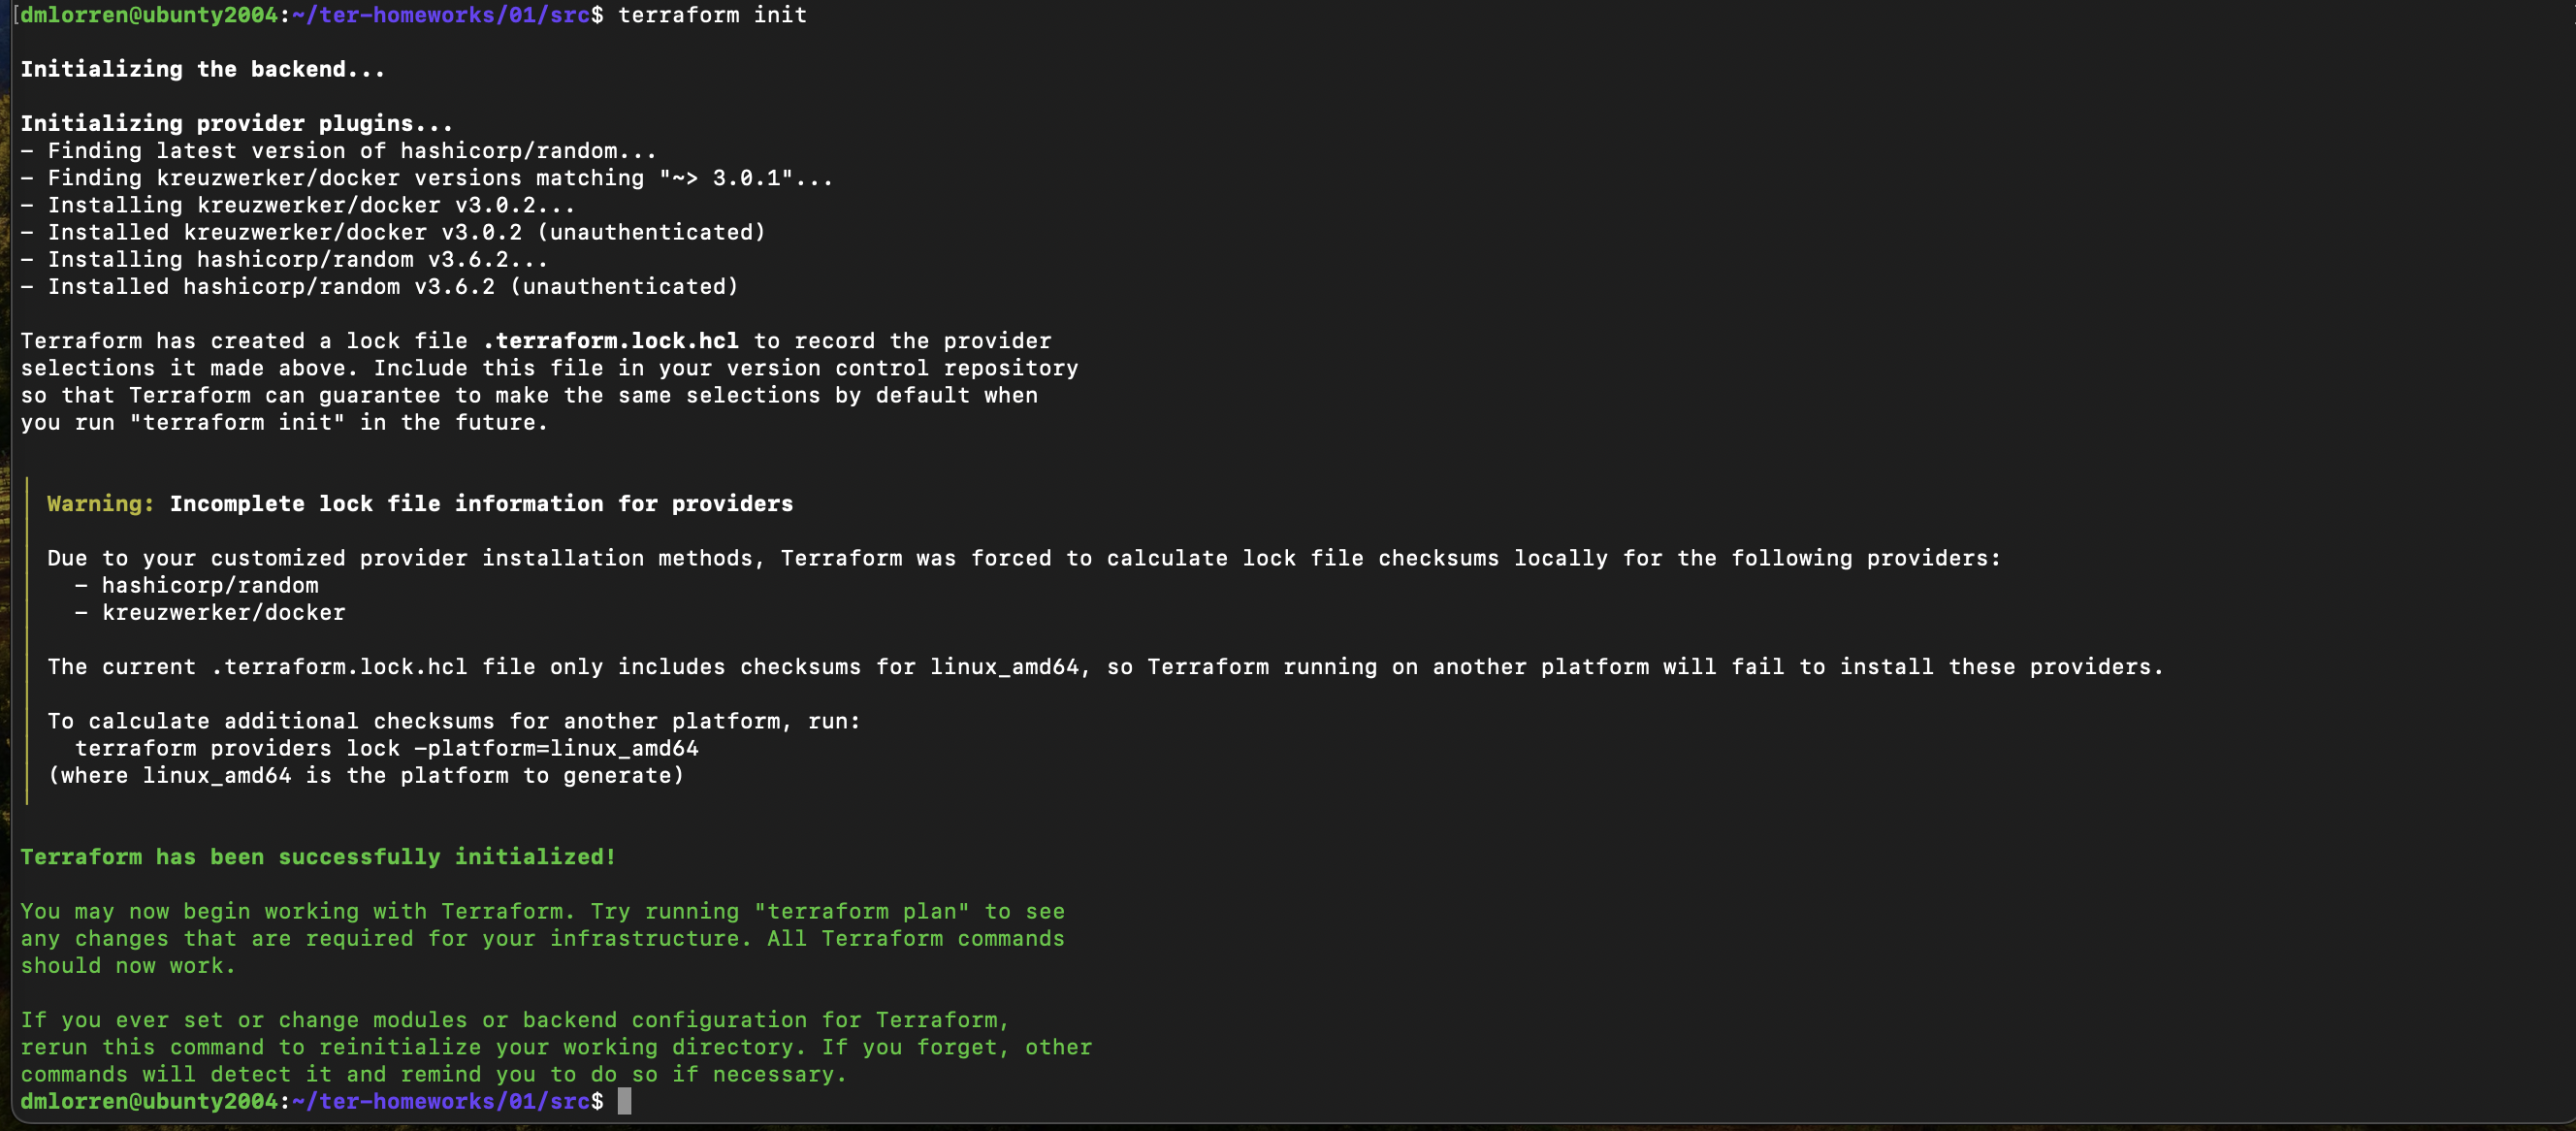 [dmlorren@ubunty2004:~/ter-homeworks/01/src$ terraform init
Initializing the backend...
Initializing provider plugins...
- Finding latest version of hashicorp/random...
- Finding kreuzwerker/docker versions matching "~> 3.0.1"...
- Installing kreuzwerker/docker v3.0.2...
- Installed kreuzwerker/docker v3.0.2 (unauthenticated)
- Installing hashicorp/random v3.6.2...
- Installed hashicorp/random v3.6.2 (unauthenticated)
Terraform has created a lock file .terraform.lock.hcl to record the provider
selections it made above. Include this file in your version control repository
so that Terraform can guarantee to make the same selections by default when
you run "terraform init" in the future.
Warning: Incomplete lock file information for providers
Due to your customized provider installation methods, Terraform was forced to calculate lock file checksums locally for the following providers:
- hashicorp/random
- kreuzwerker/docker
The current .terraform.lock.hcl file only includes checksums for linux_amd64, so Terraform running on another platform will fail to install these providers.
To calculate additional checksums for another platform, run:
terraform providers lock -platform=linux_amd64
(where linux_amd64 is the platform to generate)
Terraform has been successfully initialized!
You may now begin working with Terraform. Try running "terraform plan" to see
any changes that are required for your infrastructure. All Terraform commands
should now work.
If you ever set or change modules or backend configuration for Terraform,
rerun this command to reinitialize your working directory. If you forget, other
commands will detect it and remind you to do so if necessary.
dmlorren@ubunty2004:~/ter-homeworks/01/src$